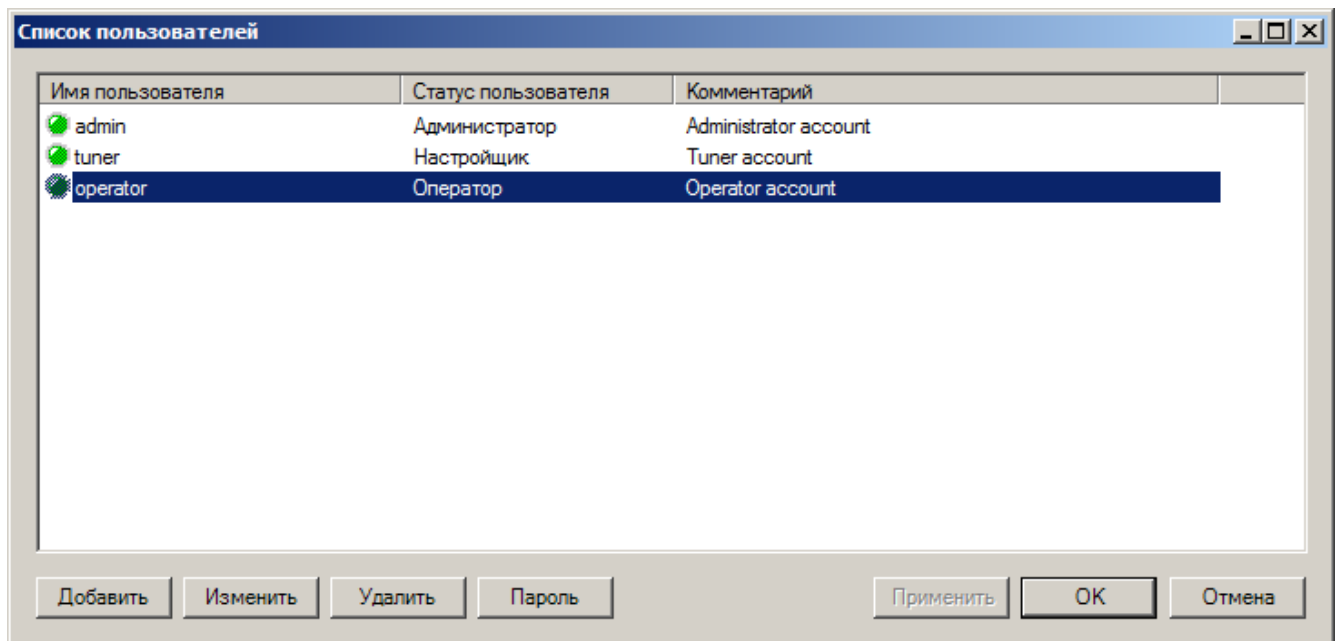 Список пользователей
Имя пользователя Статус пользователя Комментарий
admin Администратор Administrator account
tuner Настройщик Tuner account
operator Оператор Operator account
Добавить Изменить Удалить Пароль Применить OK Отмена